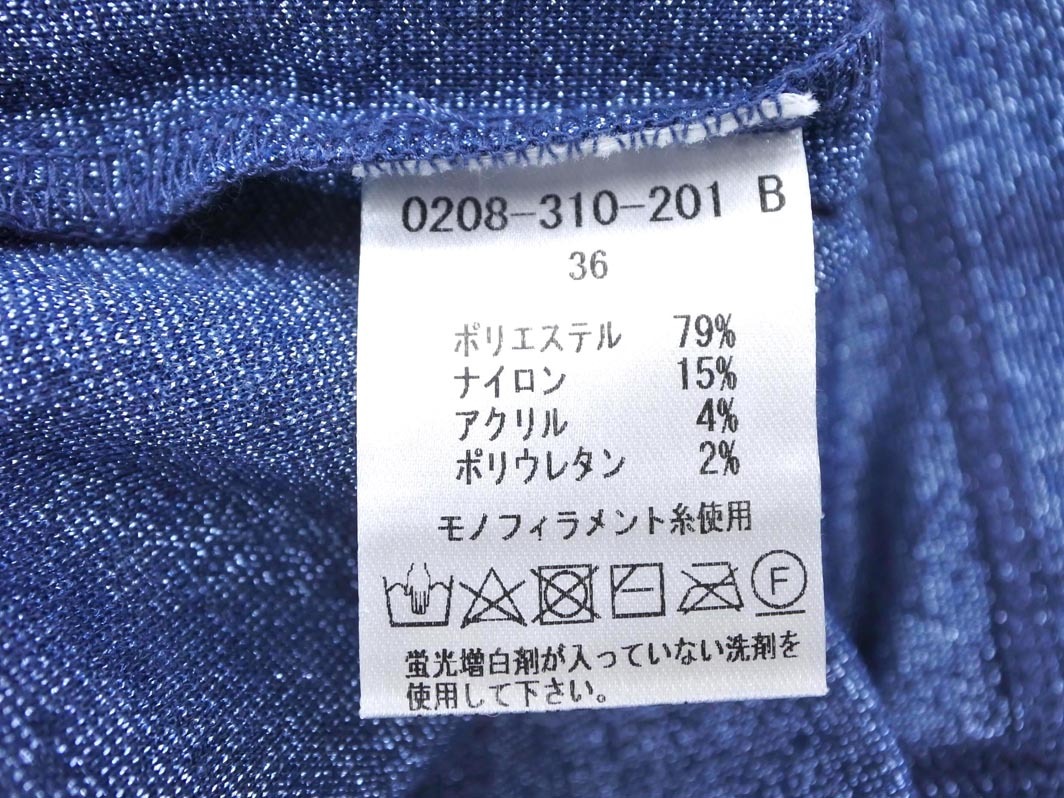 0208-310-201 B
36
ポリエステル 79%
ナイロン 15%
アクリル 4%
ポリウレタン 2%
モノフィラメント糸使用
F
蛍光増白剤が入っていない洗剤を
使用して下さい。